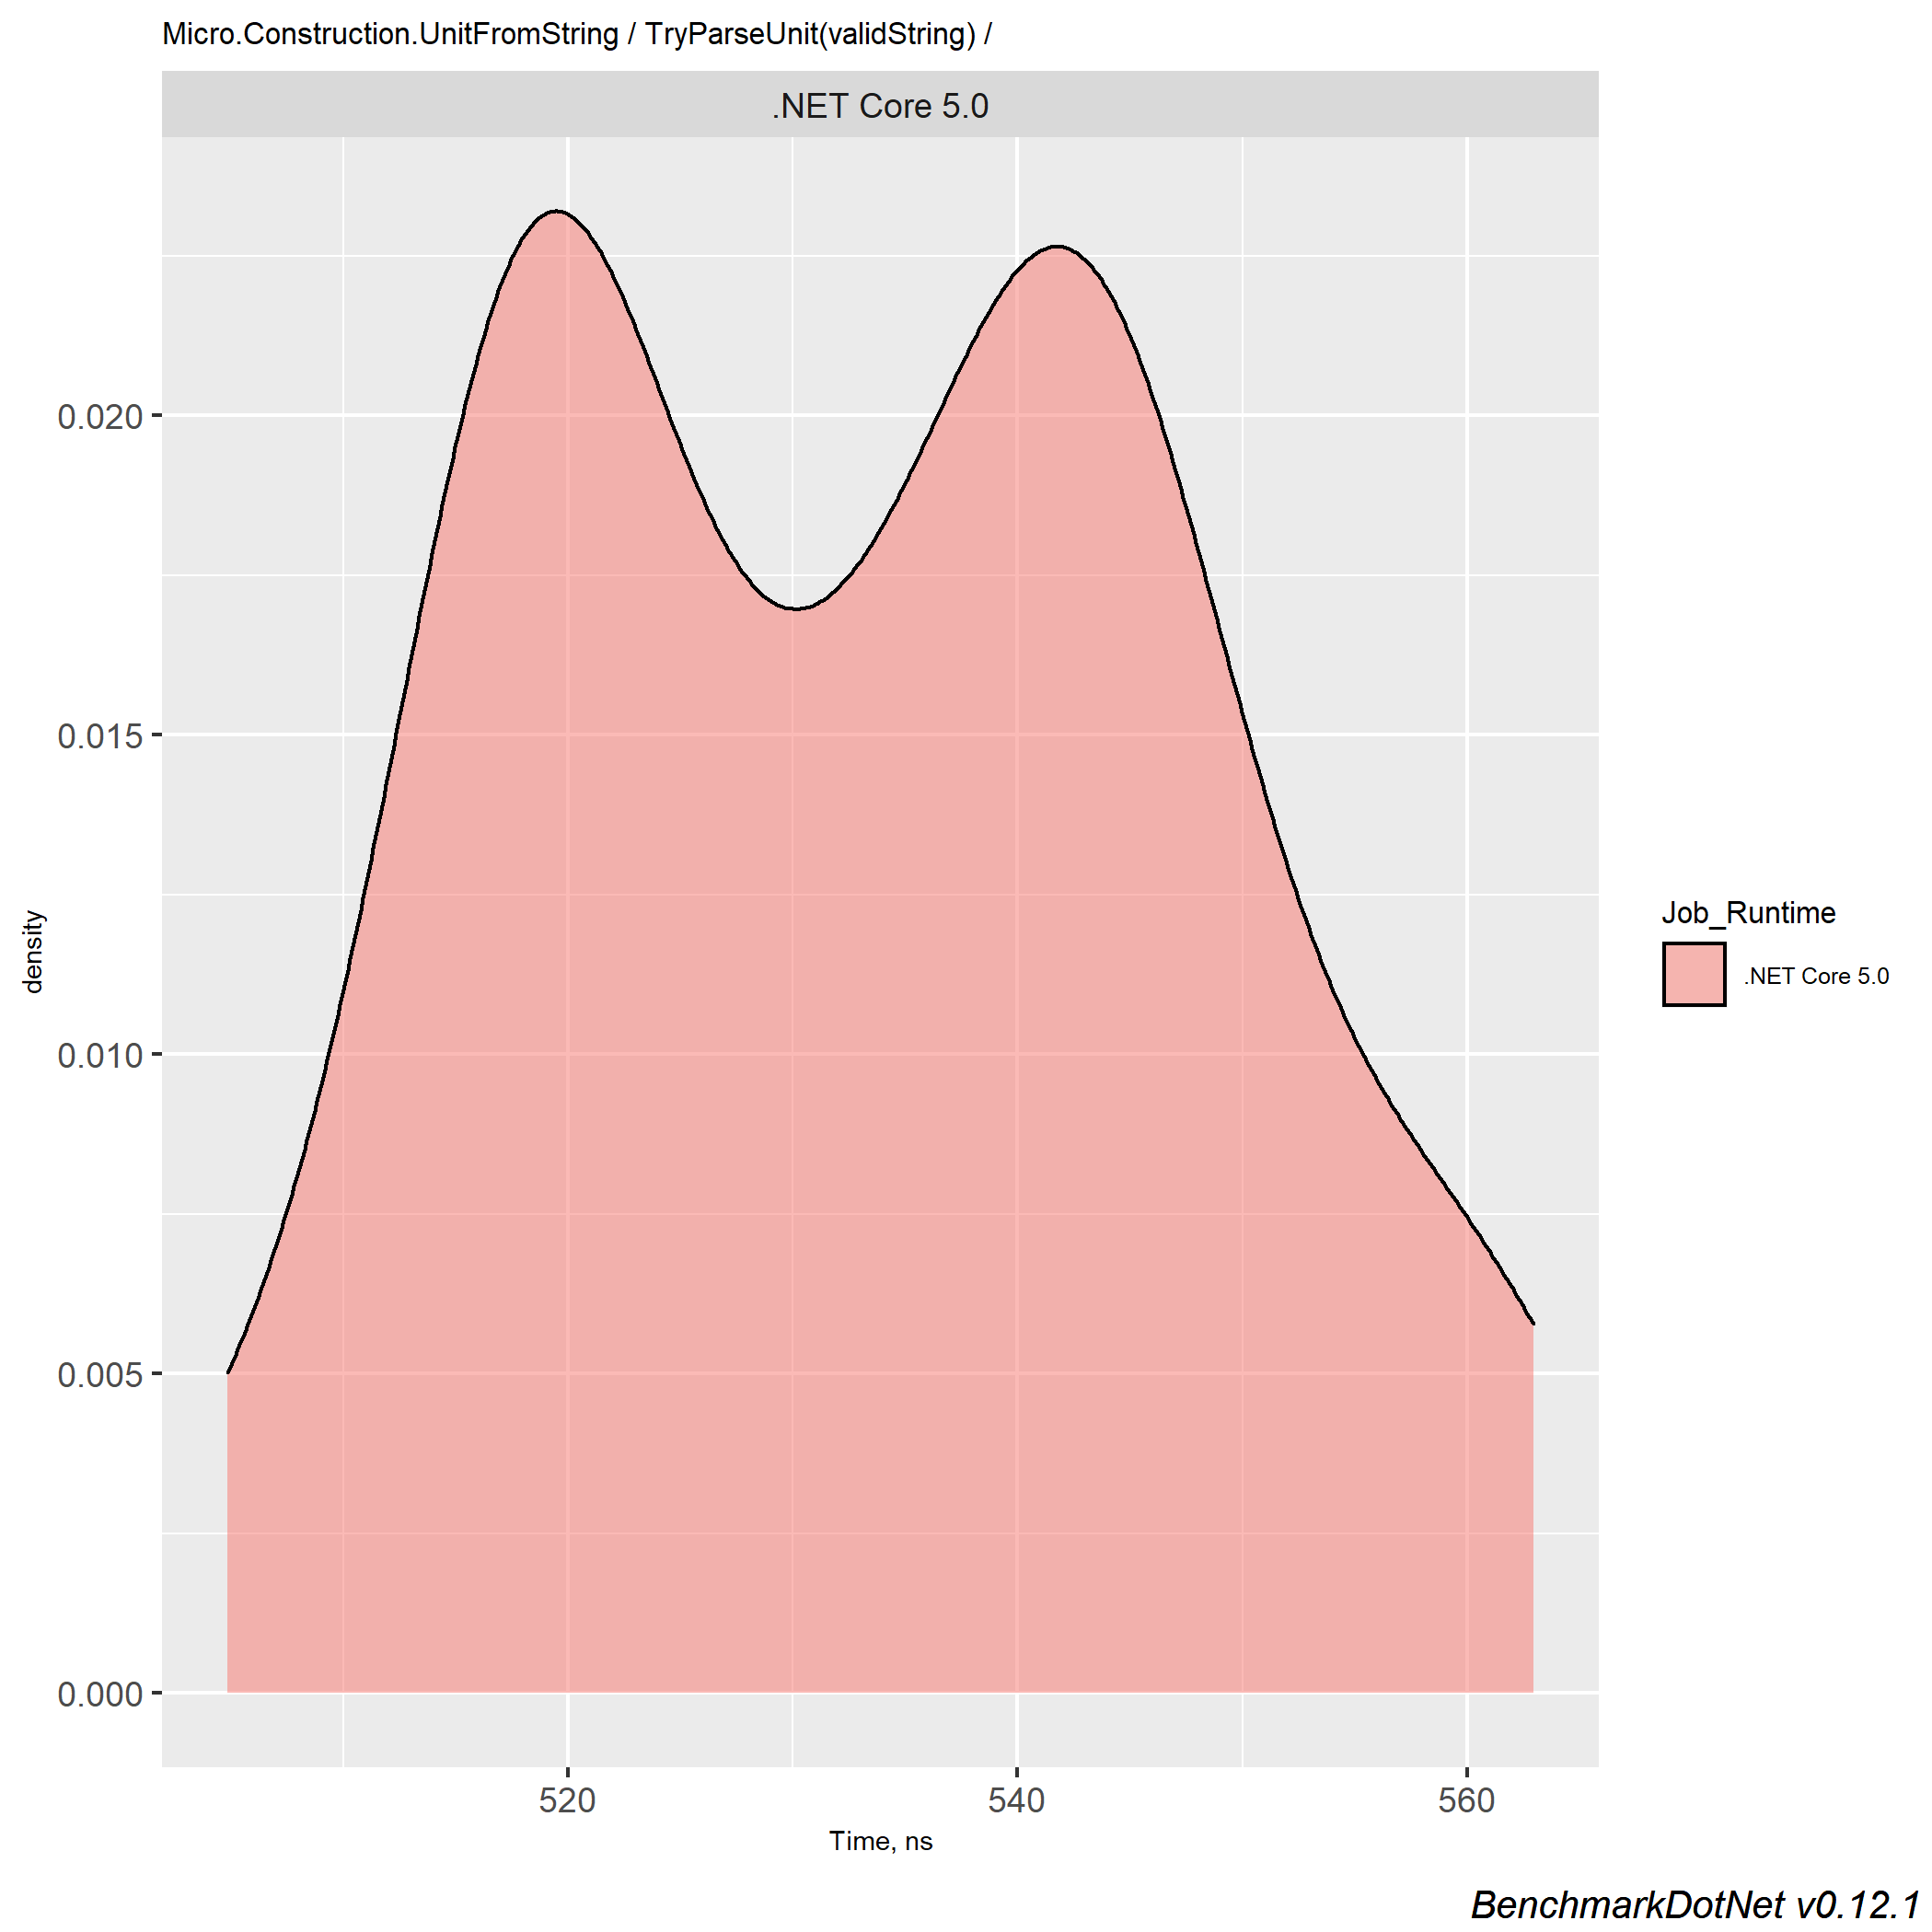 Micro.Construction.UnitFromString / TryParseUnit(validString) /
.NET Core 5.0
0.020
0.015
0.010
0.005
0.000
density
520 540 560
Time, ns
Job_Runtime
.NET Core 5.0
BenchmarkDotNet v0.12.1